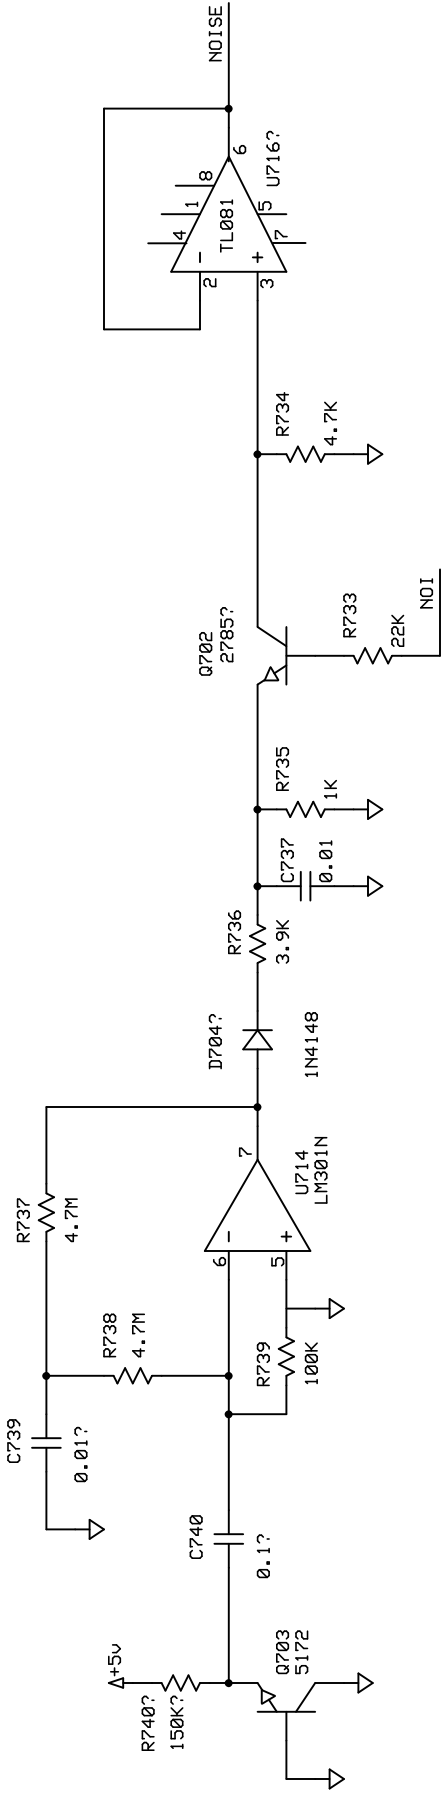 NOISE
6
U716?
8
1
5
4
TL081
7
-
+
2
3
R734
4.7K
Q702
2785?
R733
22K
NOI
R735
1K
C737
0.01
R736
3.9K
D704?
1N4148
R737
4.7M
7
U714
LM301N
-
+
6
5
R738
4.7M
R739
100K
C739
0.01?
C740
0.1?
+5v
R740?
150K?
Q703
5172